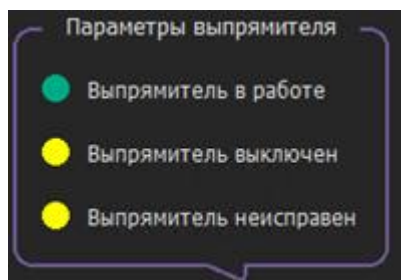 Параметры выпрямителя
Выпрямитель в работе
Выпрямитель выключен
Выпрямитель неисправен